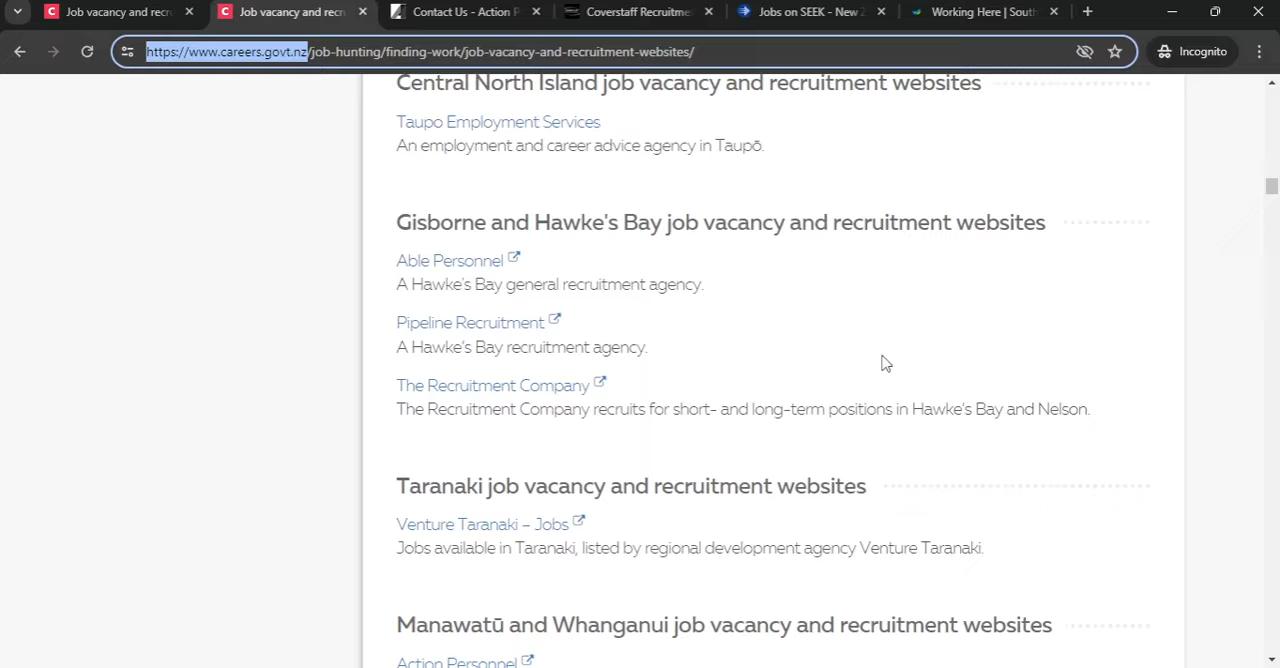 Job vacancy and recr
Job vacancy and recr
Contact Us - Action P
Coverstaff Recruitme
Jobs on SEEK - New Z
Working Here | South
https://www.careers.govt.nz/job-hunting/finding-work/job-vacancy-and-recruitment-websites/
Incognito
Central North Island job vacancy and recruitment websites
Taupo Employment Services
An employment and career advice agency in Taupō.
Gisborne and Hawke's Bay job vacancy and recruitment websites
Able Personnel
A Hawke's Bay general recruitment agency.
Pipeline Recruitment
A Hawke's Bay recruitment agency.
The Recruitment Company
The Recruitment Company recruits for short- and long-term positions in Hawke's Bay and Nelson.
Taranaki job vacancy and recruitment websites
Venture Taranaki – Jobs
Jobs available in Taranaki, listed by regional development agency Venture Taranaki.
Manawatū and Whanganui job vacancy and recruitment websites
Action Personnel